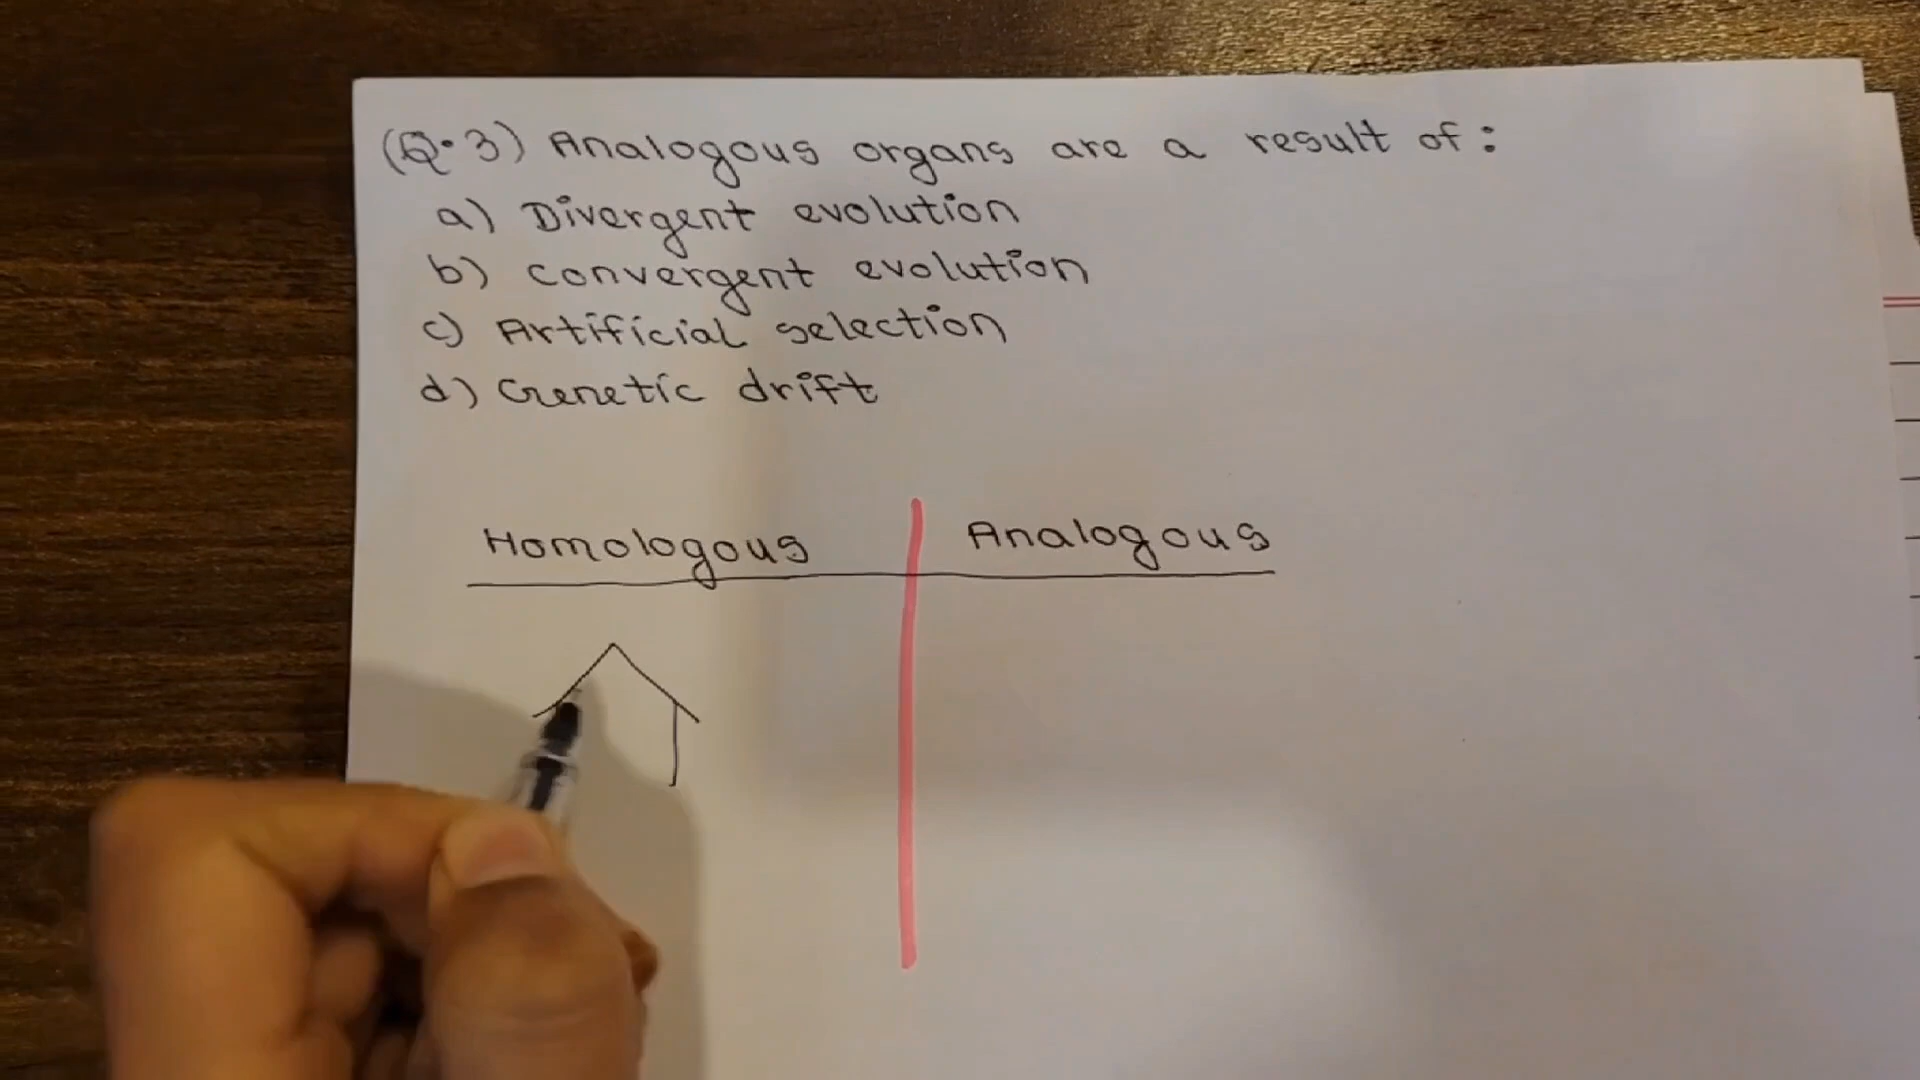 (Q.3) Analogous organs are a result of:
a) Divergent evolution
b) convergent evolution
c) Artificial selection
d) Genetic drift
Homologous Analogous